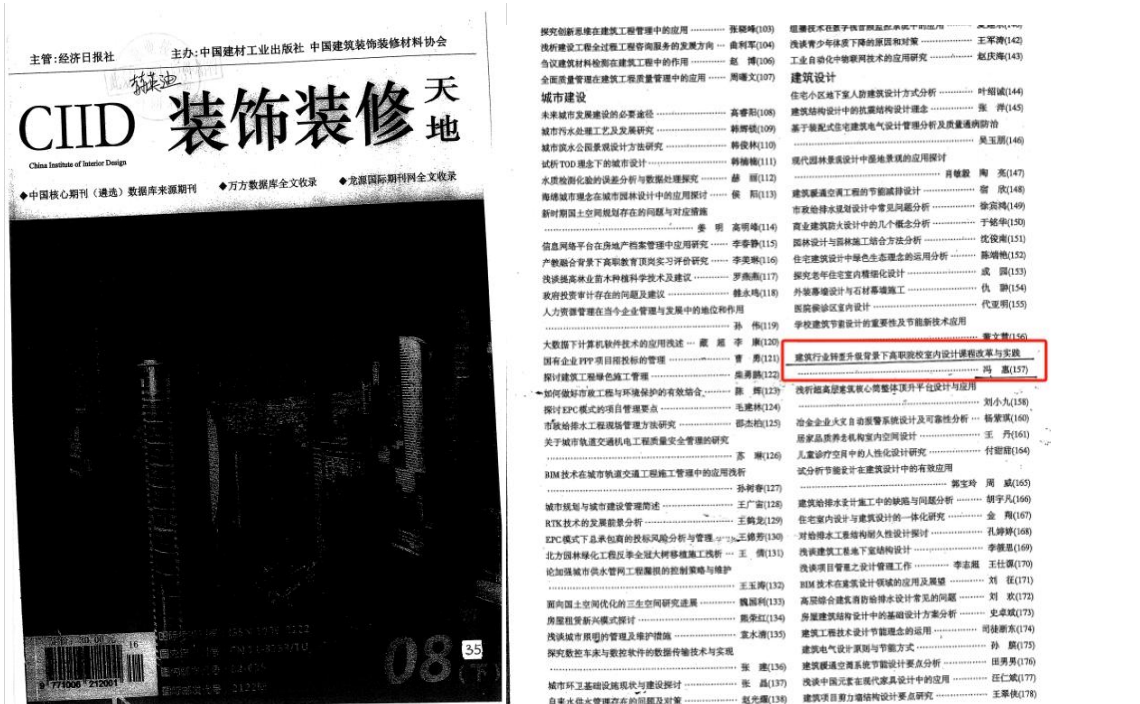 主管:经济日报社
主办:中国建材工业出版社 中国建筑装饰装修材料协会
CIID 装饰装修天地
China Institute of Interior Design
◆中国核心期刊（遴选）数据库来源期刊 ◆万方数据库全文收录 ◆龙源国际期刊网全文收录
16
9 771006 212001
08(下)
35
探究创新思维在建筑工程管理中的应用 张晓峰(103)
浅析建设工程全过程工程咨询服务的发展方向 曲利军(104)
刍议建筑材料检测在建筑工程中的作用 赵 博(106)
全面质量管理在建筑工程质量管理中的应用 周曙文(107)
城市建设
未来城市发展建设的必要途径 高春阳(108)
城市污水处理工艺及发展研究 韩辉锁(109)
城市滨水公园景观设计方法研究 韩俊林(110)
试析TOD理念下的城市设计 韩楠楠(111)
水质检测化验的误差分析与数据处理探究 赫 丽(112)
海绵城市理念在城市园林设计中的应用探讨 侯 阳(113)
新时期国土空间规划存在的问题与对应措施
姜 明 高明峰(114)
信息网络平台在房地产档案管理中应用研究 李春静(115)
产教融合背景下高职教育顶岗实习评价研究 李美琳(116)
浅谈提高林业苗木种植科学技术及建议 罗燕燕(117)
政府投资审计存在的问题及建议 韩永鸣(118)
人力资源管理在当今企业管理与发展中的地位和作用
孙 伟(119)
大数据下计算机软件技术的应用浅述 戴 超 李 康(120)
国有企业PPP项目招投标的管理 曹 勇(121)
探讨建筑工程绿色施工管理 柴勇鹏(122)
如何做好市政工程与环境保护的有效结合 陈 辉(123)
探讨EPC模式的项目管理要点 毛建林(124)
市政给排水工程现场管理方法研究 邵杰柏(125)
关于城市轨道交通机电工程质量安全管理的研究
苏 琳(126)
BIM技术在城市轨道交通工程施工管理中的应用浅析
孙树春(127)
城市规划与城市建设管理简述 王广宙(128)
RTK技术的发展前景分析 王鹤龙(129)
EPC模式下总承包商的投标风险分析与管理 王锦芳(130)
北方园林绿化工程反季全冠大树移植施工浅析 王 倩(131)
论加强城市供水管网工程漏损的控制策略与维护
王玉涛(132)
面向国土空间优化的三生空间研究进展 魏国利(133)
房屋租赁新兴模式探讨 熊荣红(134)
浅谈城市照明的管理及维护措施 袁水清(135)
探究数控车床与数控软件的数据传输技术与实现
张 建(136)
城市环卫基础设施现状与建设探讨 张 晶(137)
自来水供水管理存在的问题及对策 赵光耀(138)
浅谈青少年体质下降的原因和对策 王军涛(142)
工业自动化中物联网技术的应用研究 赵庆海(143)
建筑设计
住宅小区地下室人防建筑设计方式分析 叶绍诚(144)
建筑结构设计中的抗震结构设计理念 张 洋(145)
基于装配式住宅建筑电气设计管理分析及质量通病防治
吴玉朋(146)
现代园林景观设计中湿地景观的应用探讨
肖敏毅 陶 亮(147)
建筑暖通空调工程的节能减排设计 宿 欣(148)
市政给排水规划设计中常见问题分析 徐宾鸿(149)
商业建筑防火设计中的几个概念分析 于铭华(150)
园林设计与园林施工结合方法分析 沈俊南(151)
住宅建筑设计中绿色生态理念的运用分析 陈靖艳(152)
探究老年住宅室内精细化设计 成 园(153)
外装幕墙设计与石材幕墙施工 仇 翀(154)
医院候诊区室内设计 代亚明(155)
学校建筑节能设计的重要性及节能新技术应用
董文慧(156)
建筑行业转型升级背景下高职院校室内设计课程改革与实践
冯 惠(157)
浅析超高层建筑核心筒整体顶升平台设计与应用
刘小九(158)
冶金企业火灾自动报警系统设计及可靠性分析 杨紫琪(160)
居家品质养老机构室内空间设计 王 丹(161)
儿童诊疗空间中的人性化设计研究 付甜甜(164)
试分析节能设计在建筑设计中的有效应用
郭宝玲 周 威(165)
建筑给排水设计施工中的缺陷与问题分析 胡宇凡(166)
住宅室内设计与建筑设计的一体化研究 金 翔(167)
对给排水工程结构耐久性设计探讨 孔婷婷(168)
浅谈建筑工程地下室结构设计 李骥思(169)
浅谈项目管理之设计管理工作 李志超 王仕源(170)
BIM技术在建筑设计领域的应用及展望 刘 征(171)
高层综合建筑消防给排水设计常见的问题 刘 欢(172)
房屋建筑结构设计中的基础设计方案分析 史卓斌(173)
建筑工程技术设计节能理念的运用 司徒浙东(174)
建筑电气设计原则与节能方式 孙 鹏(175)
建筑暖通空调系统节能设计要点分析 田男男(176)
浅谈中国元素在现代家具设计中的应用 汪仁斌(177)
建筑项目剪力墙结构设计要点研究 王翠侠(178)